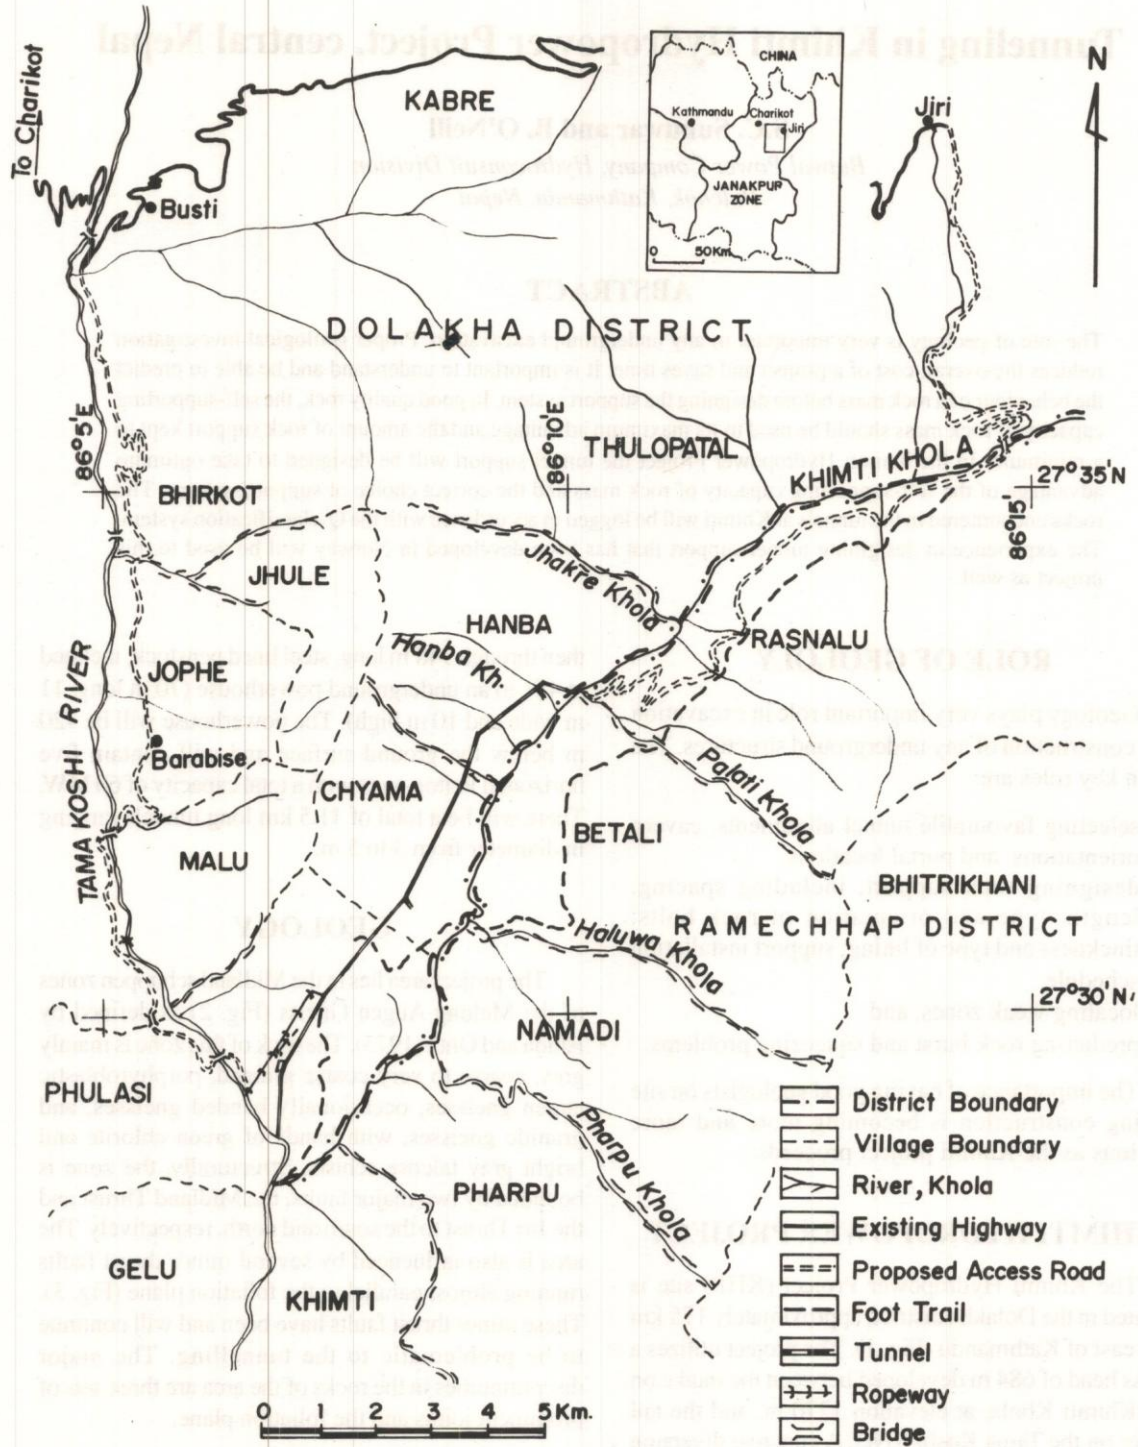 To Charikot
KABRE
Busti
CHINA
Kathmandu
Charikot
Jiri
JANAKPUR
ZONE
0 50Km.
Jiri
N
DOLAKHA DISTRICT
86°5'E
86°10'E
THULOPATAL
KHIMTI KHOLA
27°35'N
86°15'E
BHIRKOT
JHULE
HANBA
Hanba Kh.
RASNALU
TAMA KOSHI RIVER
JOPHE
Barabise
CHYAMA
Palati Khola
BETALI
MALU
BHITRIKHANI
Haluwa Khola
RAMECHHAP DISTRICT
27°30'N
NAMADI
PHULASI
Pharpu Khola
PHARPU
GELU
KHIMTI
District Boundary
Village Boundary
River, Khola
Existing Highway
Proposed Access Road
Foot Trail
Tunnel
Ropeway
Bridge
0 1 2 3 4 5 Km.